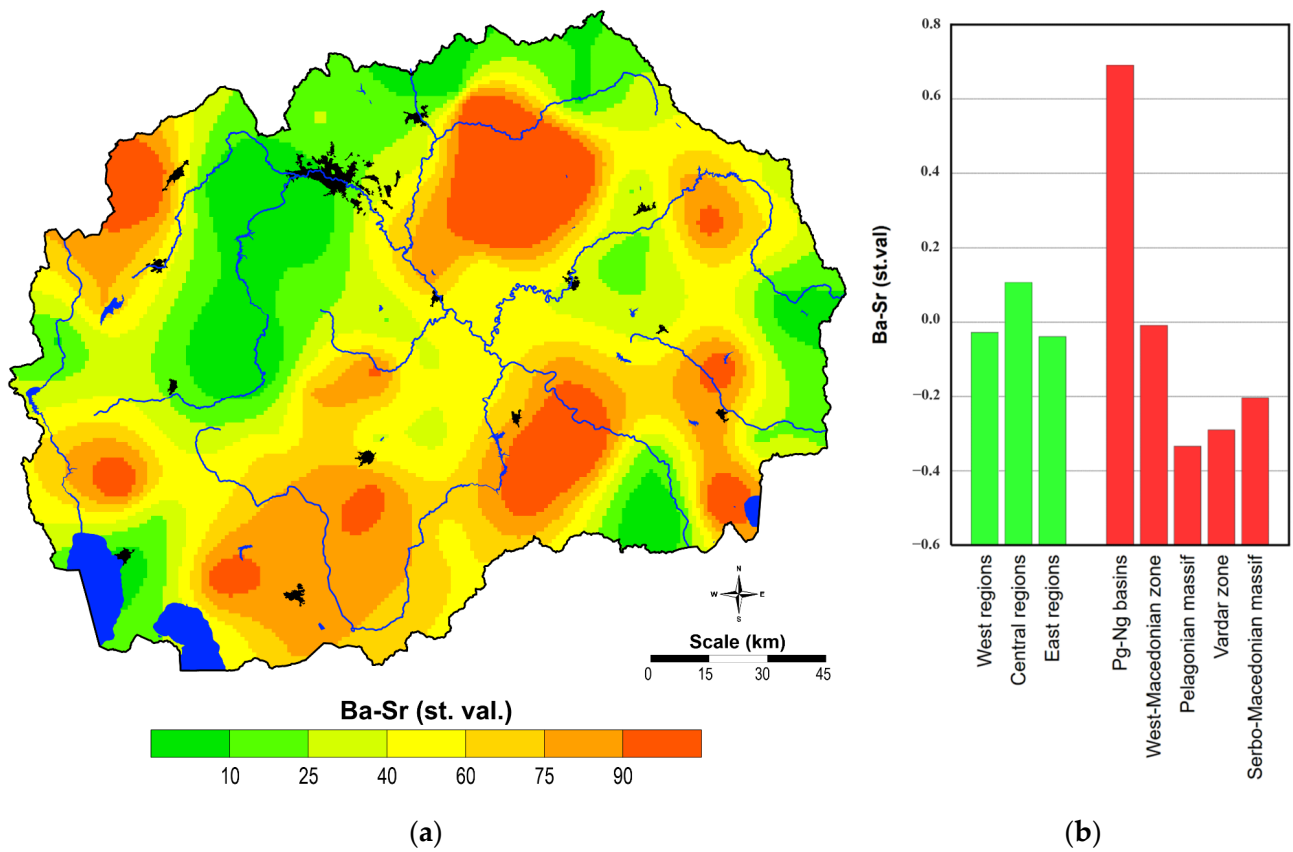 N
W E
S
Scale (km)
0 15 30 45
Ba-Sr (st. val.)
10 25 40 60 75 90
(a)
Ba-Sr (st.val)
0.8
0.6
0.4
0.2
0.0
−0.2
−0.4
−0.6
West regions
Central regions
East regions
Pg-Ng basins
West-Macedonian zone
Pelagonian massif
Vardar zone
Serbo-Macedonian massif
(b)